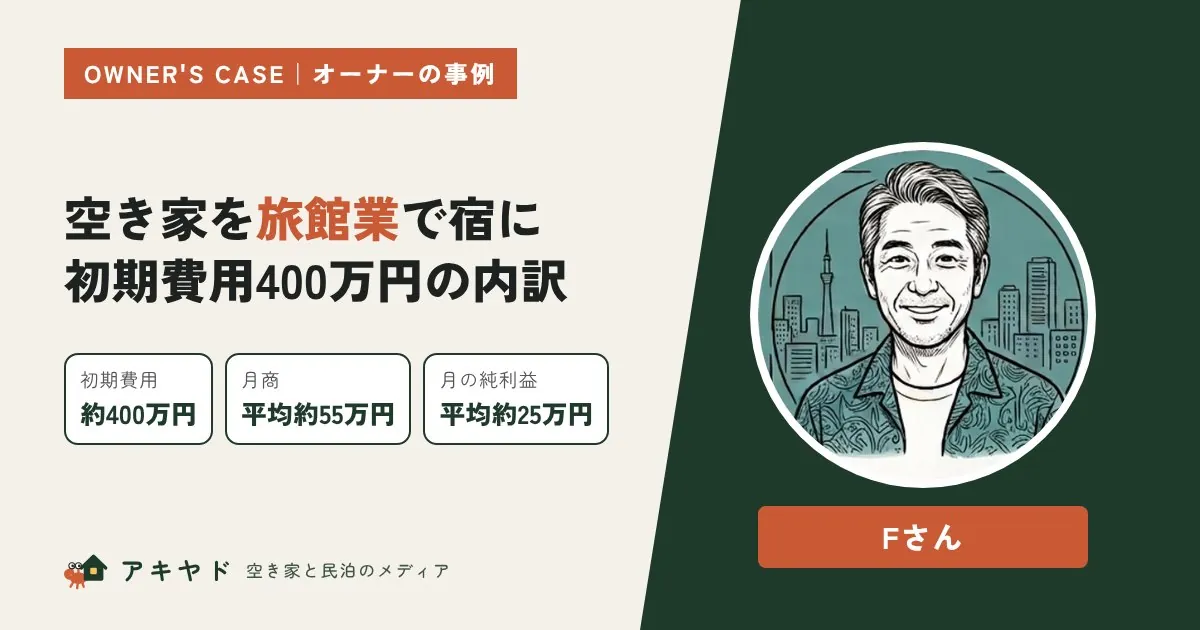 OWNER'S CASE｜オーナーの事例
空き家を旅館業で宿に
初期費用400万円の内訳
初期費用
約400万円
月商
平均約55万円
月の純利益
平均約25万円
Fさん
アキヤド 空き家と民泊のメディア